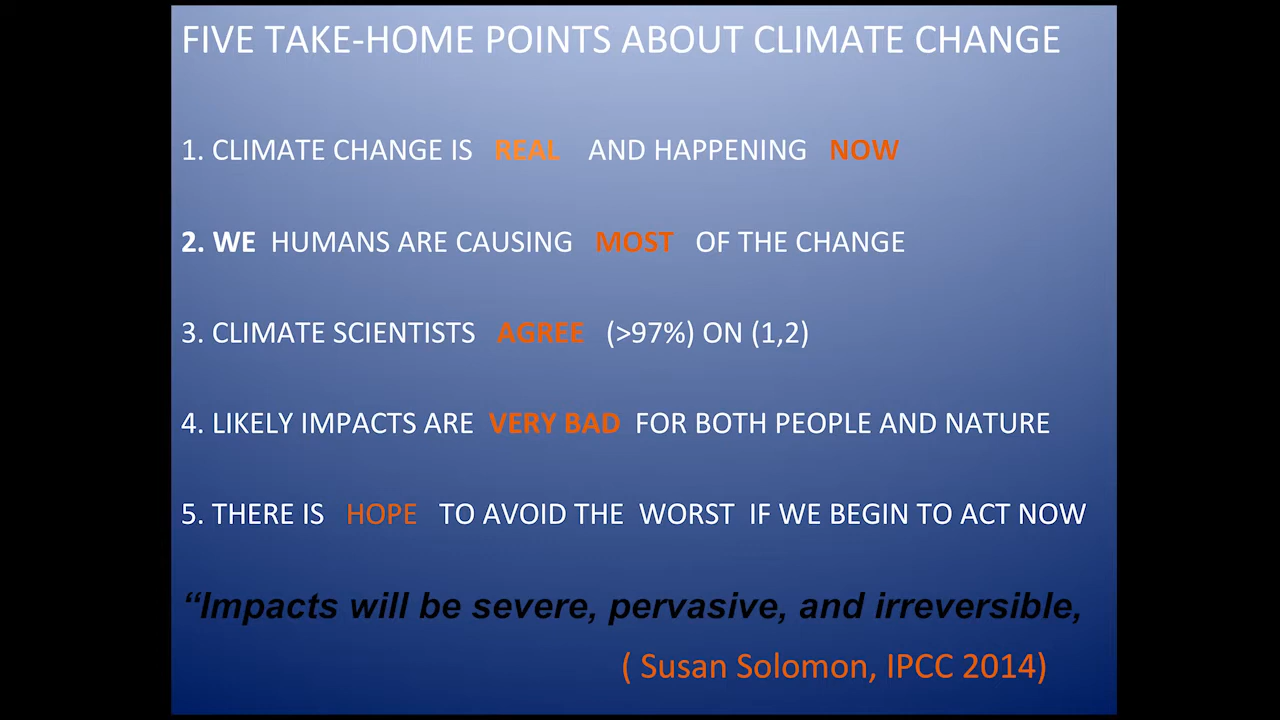 FIVE TAKE-HOME POINTS ABOUT CLIMATE CHANGE
1. CLIMATE CHANGE IS REAL AND HAPPENING NOW
2. WE HUMANS ARE CAUSING MOST OF THE CHANGE
3. CLIMATE SCIENTISTS AGREE (>97%) ON (1,2)
4. LIKELY IMPACTS ARE VERY BAD FOR BOTH PEOPLE AND NATURE
5. THERE IS HOPE TO AVOID THE WORST IF WE BEGIN TO ACT NOW
“Impacts will be severe, pervasive, and irreversible,
( Susan Solomon, IPCC 2014)